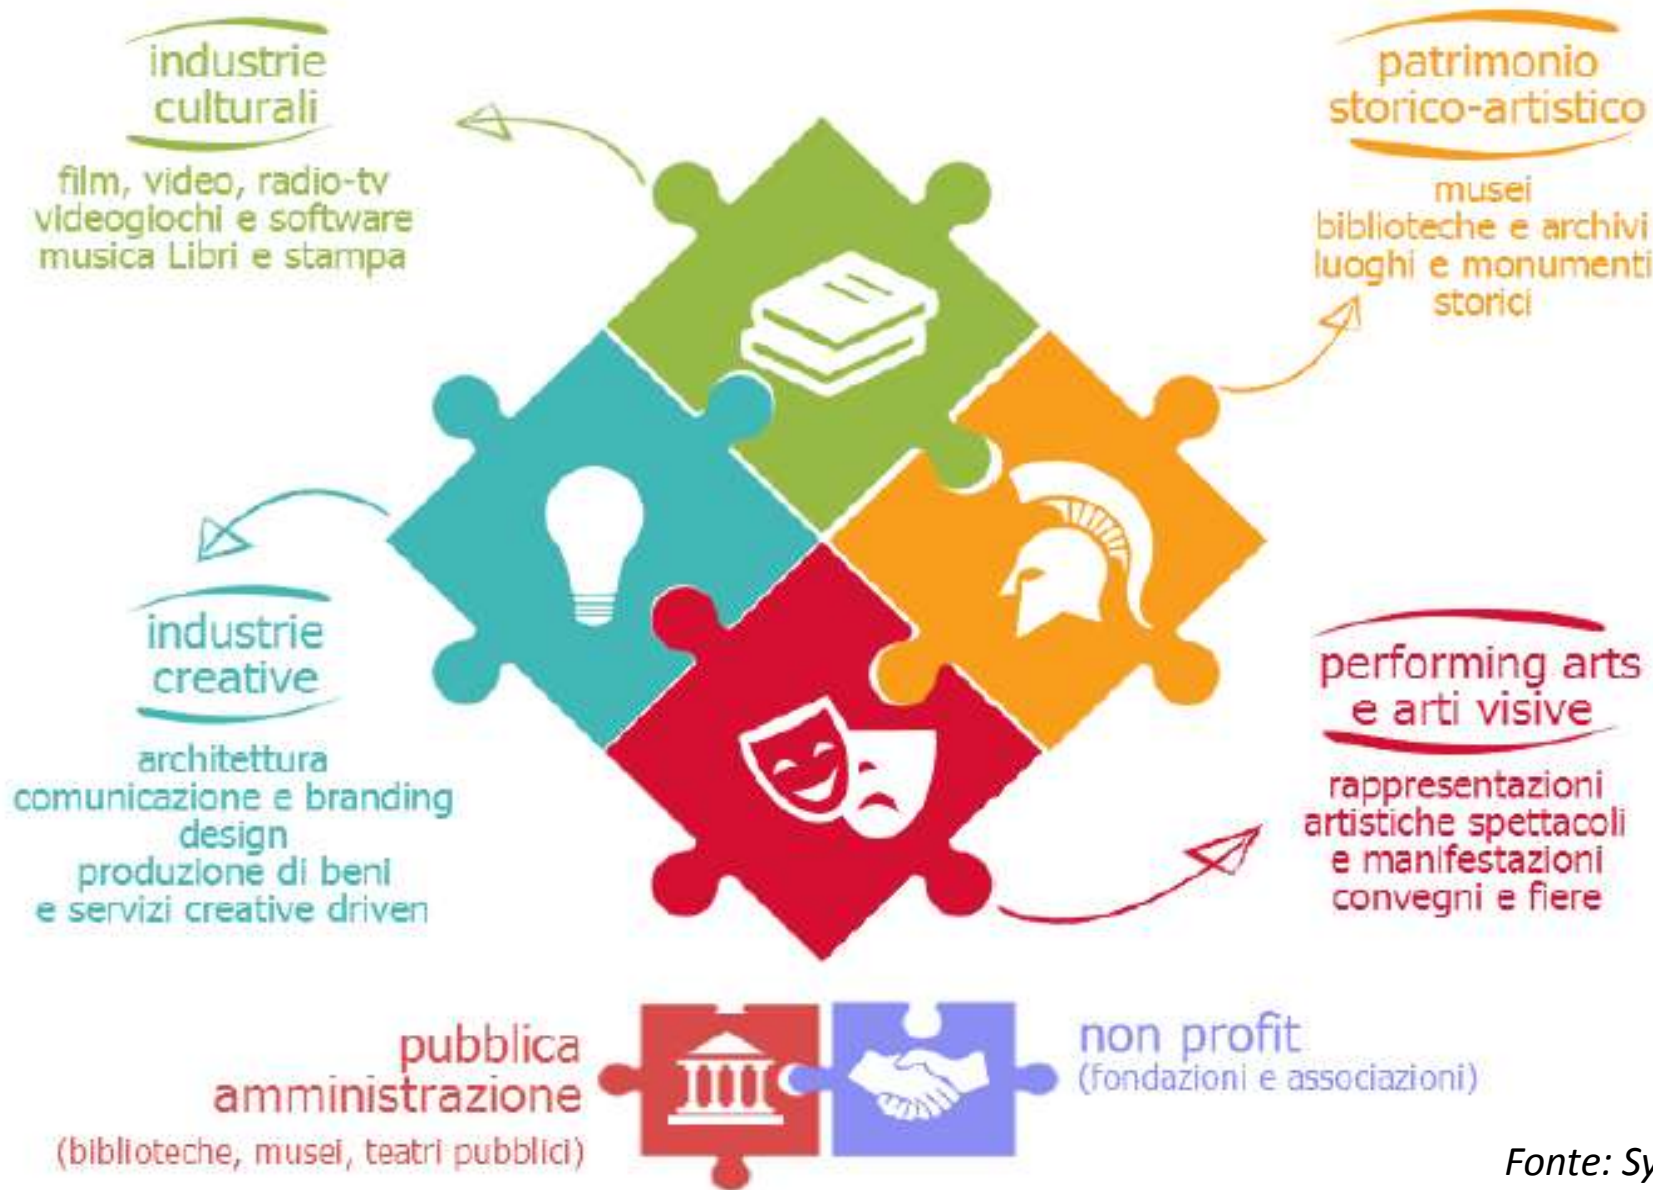 industrie
culturali
film, video, radio-tv
videogiochi e software
musica Libri e stampa
patrimonio
storico-artistico
musei
biblioteche e archivi
luoghi e monumenti
storici
industrie
creative
architettura
comunicazione e branding
design
produzione di beni
e servizi creative driven
performing arts
e arti visive
rappresentazioni
artistiche spettacoli
e manifestazioni
convegni e fiere
pubblica
amministrazione
(biblioteche, musei, teatri pubblici)
non profit
(fondazioni e associazioni)
Fonte: